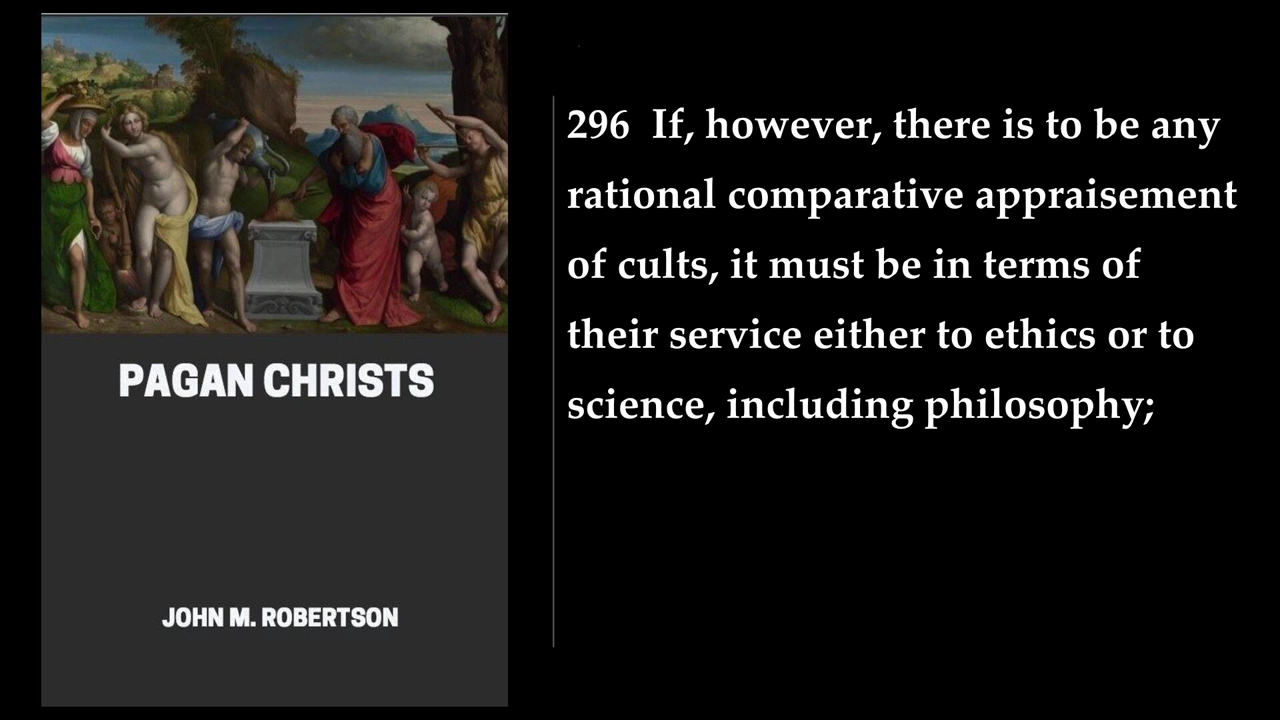 PAGAN CHRISTS
JOHN M. ROBERTSON
296 If, however, there is to be any
rational comparative appraisement
of cults, it must be in terms of
their service either to ethics or to
science, including philosophy;